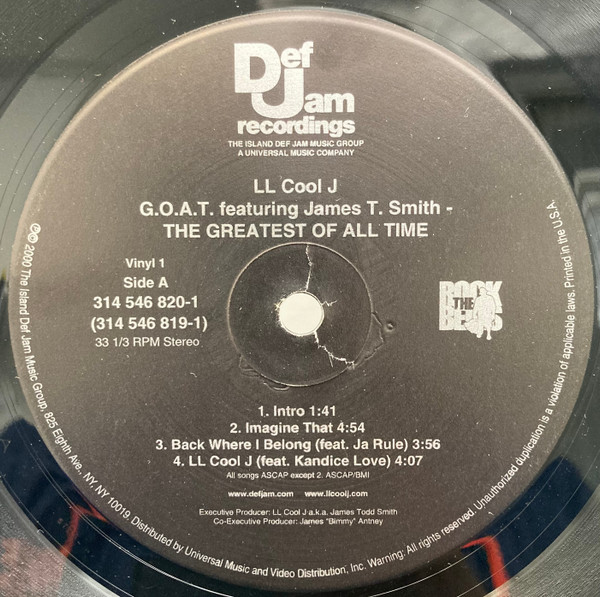 Def
Jam
recordings
THE ISLAND DEF JAM MUSIC GROUP
A UNIVERSAL MUSIC COMPANY
LL Cool J
G.O.A.T. featuring James T. Smith -
THE GREATEST OF ALL TIME
Vinyl 1
Side A
314 546 820-1
(314 546 819-1)
33 1/3 RPM Stereo
ROCK
THE
BELLS
1. Intro 1:41
2. Imagine That 4:54
3. Back Where I Belong (feat. Ja Rule) 3:56
4. LL Cool J (feat. Kandice Love) 4:07
All songs ASCAP except 2. ASCAP/BMI
www.defjam.com www.llcoolj.com
Executive Producer: LL Cool J a.k.a. James Todd Smith
Co-Executive Producer: James "Bimmy" Antney
℗© 2000 The Island Def Jam Music Group, 825 Eighth Ave., NY, NY 10019. Distributed by Universal Music and Video Distribution, Inc. Warning: All rights reserved. Unauthorized duplication is a violation of applicable laws. Printed in the U.S.A.